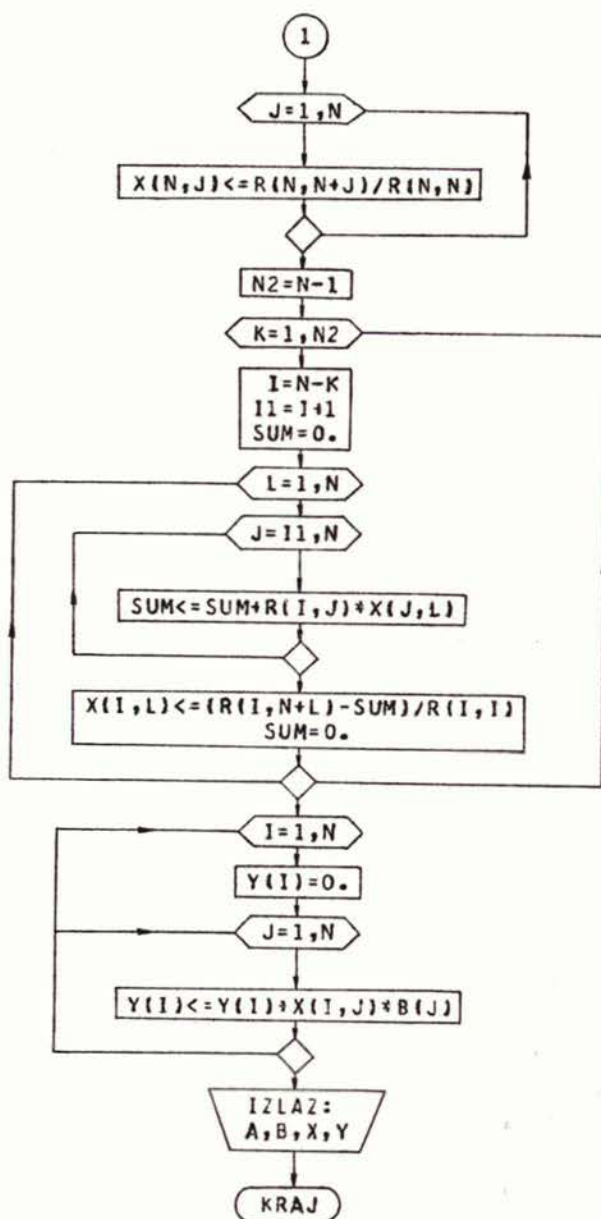 1
J=1,N
X(N,J)<=R(N,N+J)/R(N,N)
N2=N-1
K=1,N2
I=N-K
I1=I+1
SUM=0.
L=1,N
J=I1,N
SUM<=SUM+R(I,J)*X(J,L)
X(I,L)<=(R(I,N+L)-SUM)/R(I,I)
SUM=0.
I=1,N
Y(I)=0.
J=1,N
Y(I)<=Y(I)+X(I,J)*B(J)
IZLAZ:
A,B,X,Y
KRAJ